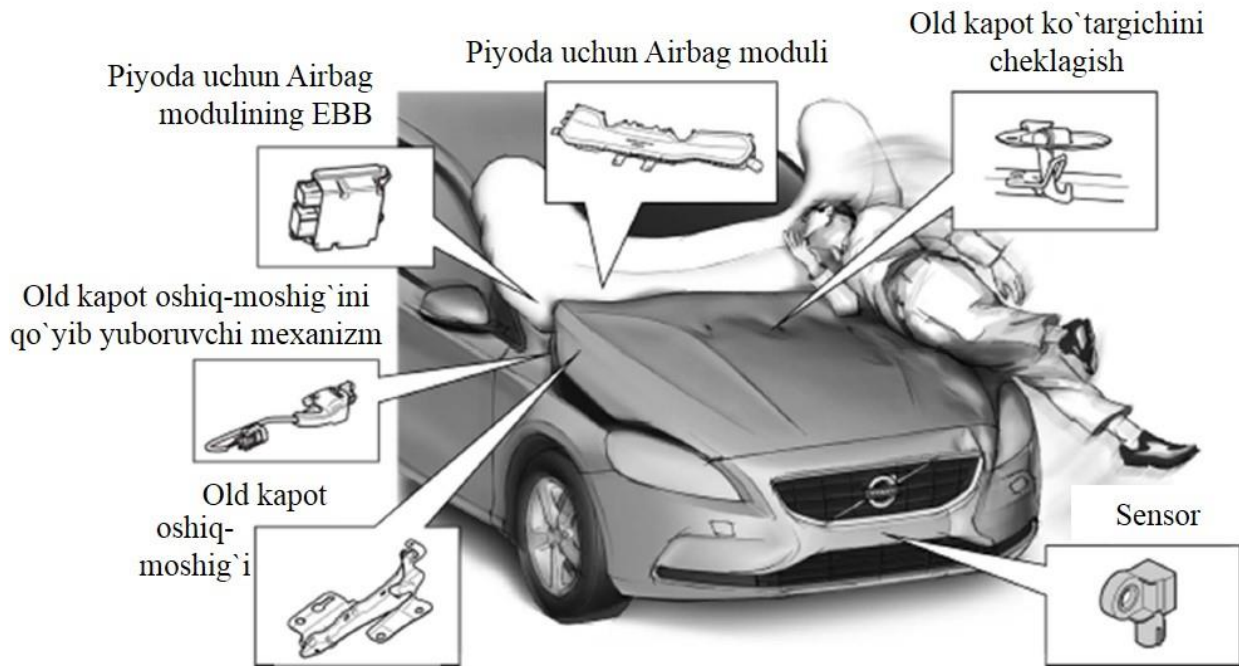 Piyoda uchun Airbag
modulining EBB
Piyoda uchun Airbag moduli
Old kapot ko`targichini
cheklagish
Old kapot oshiq-moshig`ini
qo`yib yuboruvchi mexanizm
Old kapot
oshiq-
moshig`i
Sensor